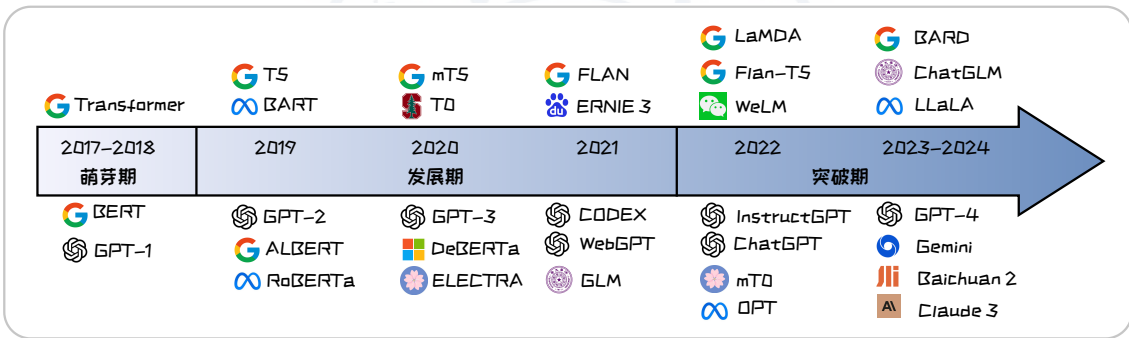 LaMDA BARD
T5 mT5 FLAN Flan-T5 ChatGLM
Transformer BART T0 ERNIE 3 WeLM LLaLA
2017-2018 2019 2020 2021 2022 2023-2024
萌芽期 发展期 突破期
BERT GPT-2 GPT-3 CODEX InstructGPT GPT-4
GPT-1 ALBERT DeBERTa WebGPT ChatGPT Gemini
RoBERTa ELECTRA GLM mT0 Baichuan 2
OPT Claude 3